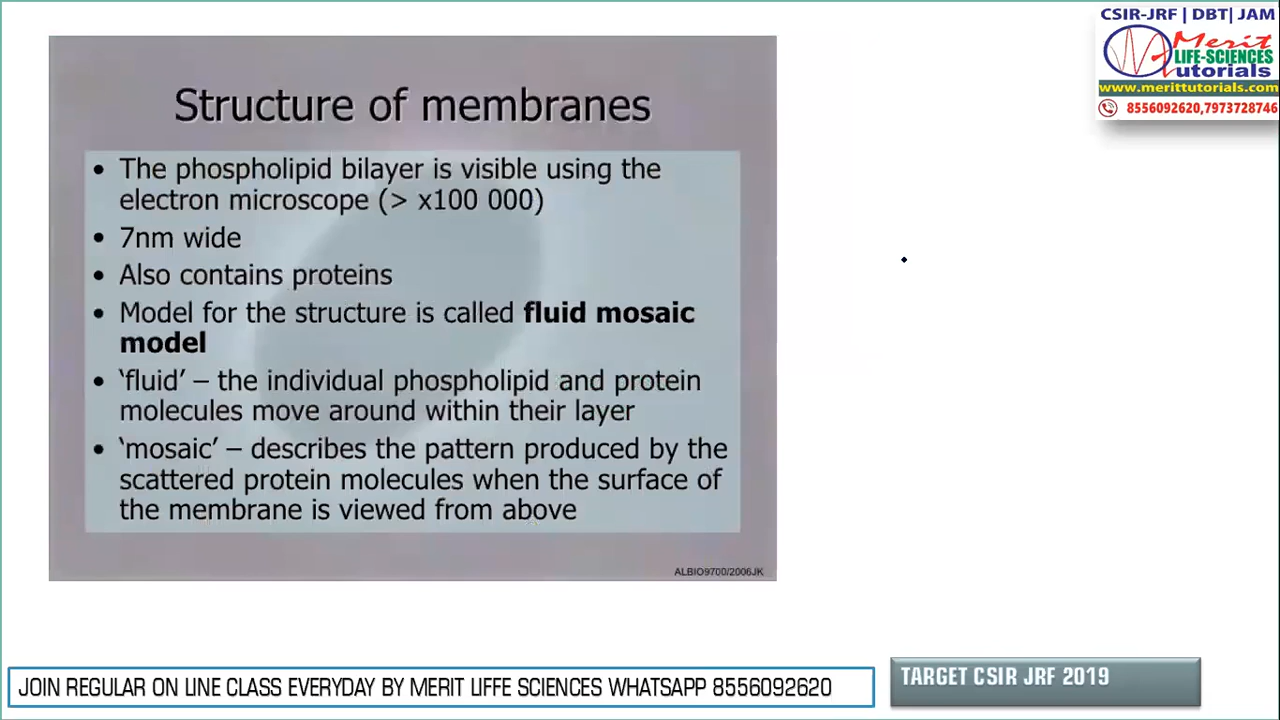 CSIR-JRF | DBT| JAM
Merit
LIFE-SCIENCES
utorials
www.merittutorials.com
8556092620,7973728746
Structure of membranes
• The phospholipid bilayer is visible using the
electron microscope (> x100 000)
• 7nm wide
• Also contains proteins
• Model for the structure is called fluid mosaic
model
• ‘fluid’ – the individual phospholipid and protein
molecules move around within their layer
• ‘mosaic’ – describes the pattern produced by the
scattered protein molecules when the surface of
the membrane is viewed from above
ALBIO9700/2006JK
JOIN REGULAR ON LINE CLASS EVERYDAY BY MERIT LIFFE SCIENCES WHATSAPP 8556092620
TARGET CSIR JRF 2019